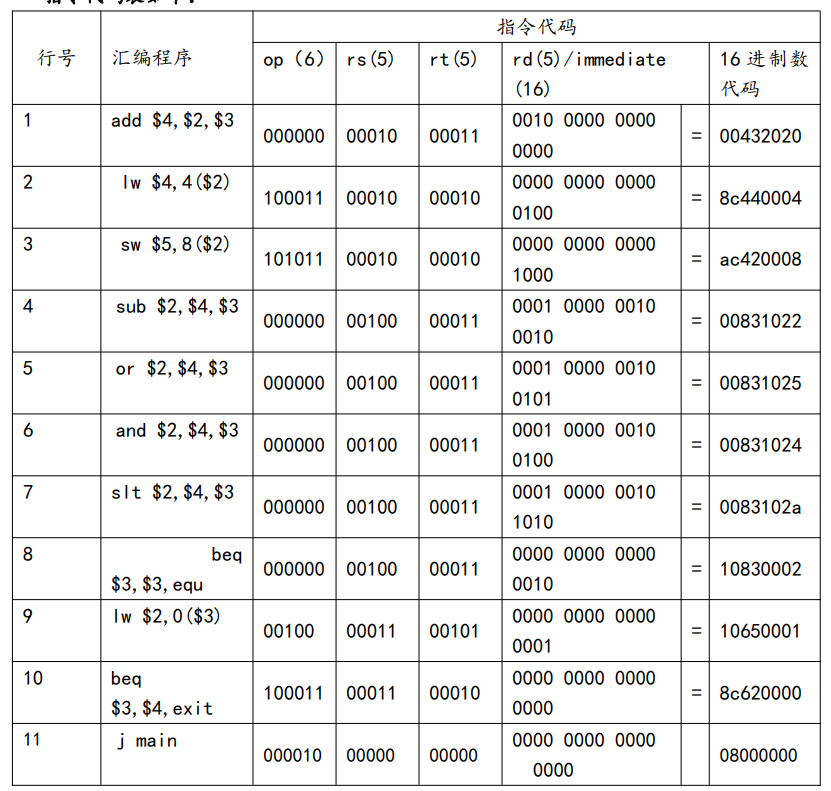 指令代码
行号 汇编程序 op (6) rs(5) rt(5) rd(5)/immediate 16 进制数
(16) 代码
1 add $4,$2,$3 000000 00010 00011 0010 0000 0000 = 00432020
0000
2 lw $4,4($2) 100011 00010 00010 0000 0000 0000 = 8c440004
0100
3 sw $5,8($2) 101011 00010 00010 0000 0000 0000 = ac420008
1000
4 sub $2,$4,$3 000000 00100 00011 0001 0000 0010 = 00831022
0010
5 or $2,$4,$3 000000 00100 00011 0001 0000 0010 = 00831025
0101
6 and $2,$4,$3 000000 00100 00011 0001 0000 0010 = 00831024
0100
7 slt $2,$4,$3 000000 00100 00011 0001 0000 0010 = 0083102a
1010
8 beq 000000 00100 00011 0000 0000 0000 = 10830002
$3,$3,equ 0010
9 lw $2,0($3) 00100 00011 00101 0000 0000 0000 = 10650001
0001
10 beq 100011 00011 00010 0000 0000 0000 = 8c620000
$3,$4,exit 0000
11 j main 000010 00000 00000 0000 0000 0000 08000000
0000